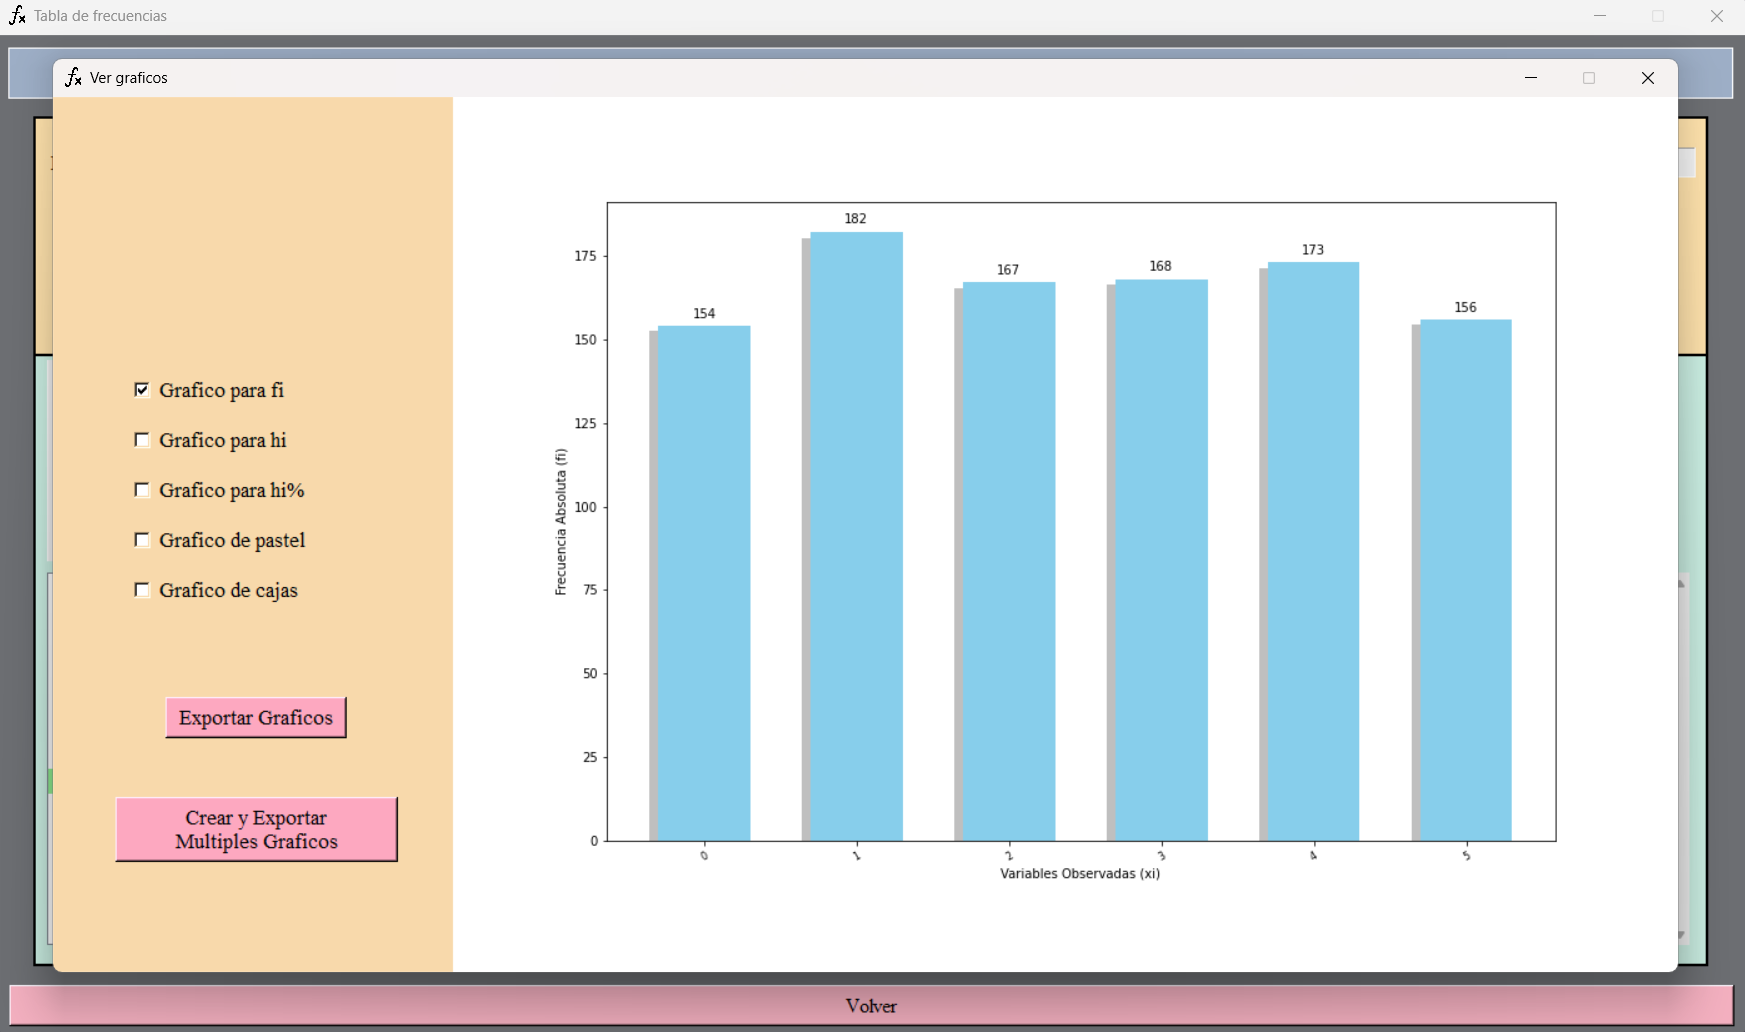 Tabla de frecuencias
Ver graficos
Grafico para fi
Grafico para hi
Grafico para hi%
Grafico de pastel
Grafico de cajas
Exportar Graficos
Crear y Exportar
Multiples Graficos
Frecuencia Absoluta (fi)
175
150
125
100
75
50
25
0
154
182
167
168
173
156
0
1
2
3
4
5
Variables Observadas (xi)
Volver